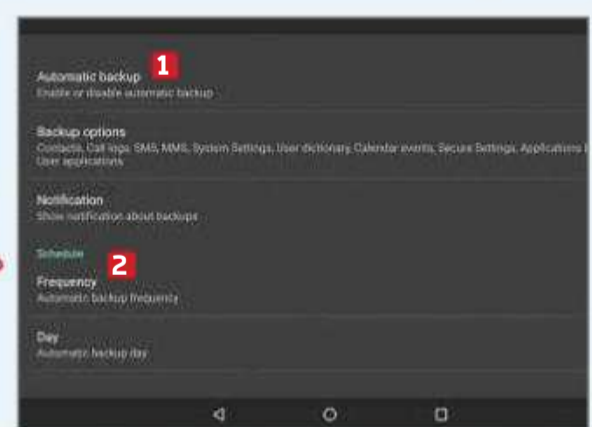 Automatic backup 1
Enable or disable automatic backup
Backup options
Contacts, Call logs, SMS, MMS, System Settings, User dictionary, Calendar events, Secure Settings, Applications
User applications
Notification
Show notification about backups
Schedule
2
Frequency
Automatic backup frequency
Day
Automatic backup day